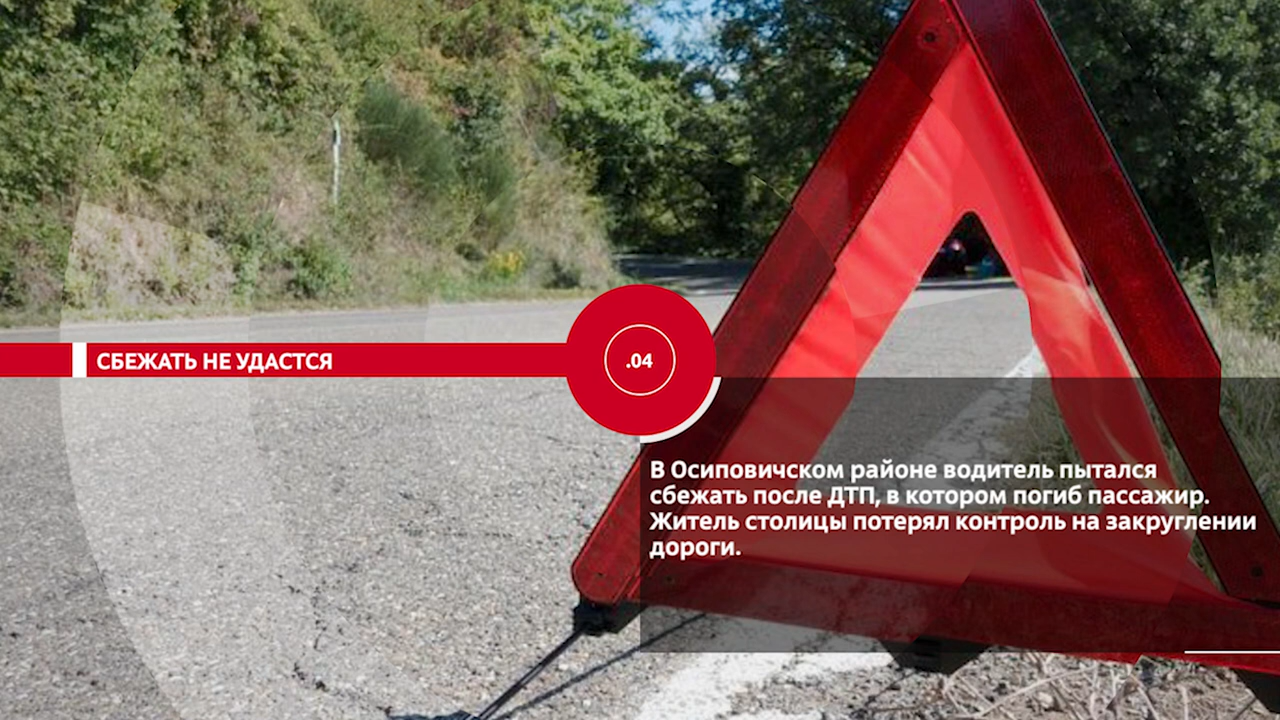 СБЕЖАТЬ НЕ УДАСТСЯ
.04
В Осиповичском районе водитель пытался
сбежать после ДТП, в котором погиб пассажир.
Житель столицы потерял контроль на закруглении
дороги.